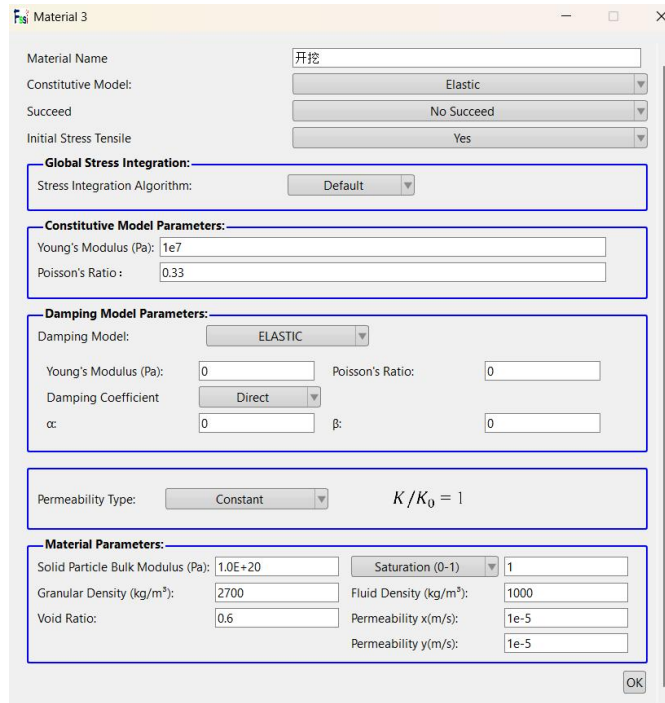 Fssi Material 3
Material Name 开挖
Constitutive Model: Elastic
Succeed No Succeed
Initial Stress Tensile Yes
Global Stress Integration:
Stress Integration Algorithm: Default
Constitutive Model Parameters:
Young's Modulus (Pa): 1e7
Poisson's Ratio： 0.33
Damping Model Parameters:
Damping Model: ELASTIC
Young's Modulus (Pa): 0 Poisson's Ratio: 0
Damping Coefficient Direct
α: 0 β: 0
Permeability Type: Constant K/K₀ = 1
Material Parameters:
Solid Particle Bulk Modulus (Pa): 1.0E+20 Saturation (0-1) 1
Granular Density (kg/m³): 2700 Fluid Density (kg/m³): 1000
Void Ratio: 0.6 Permeability x(m/s): 1e-5
Permeability y(m/s): 1e-5
OK